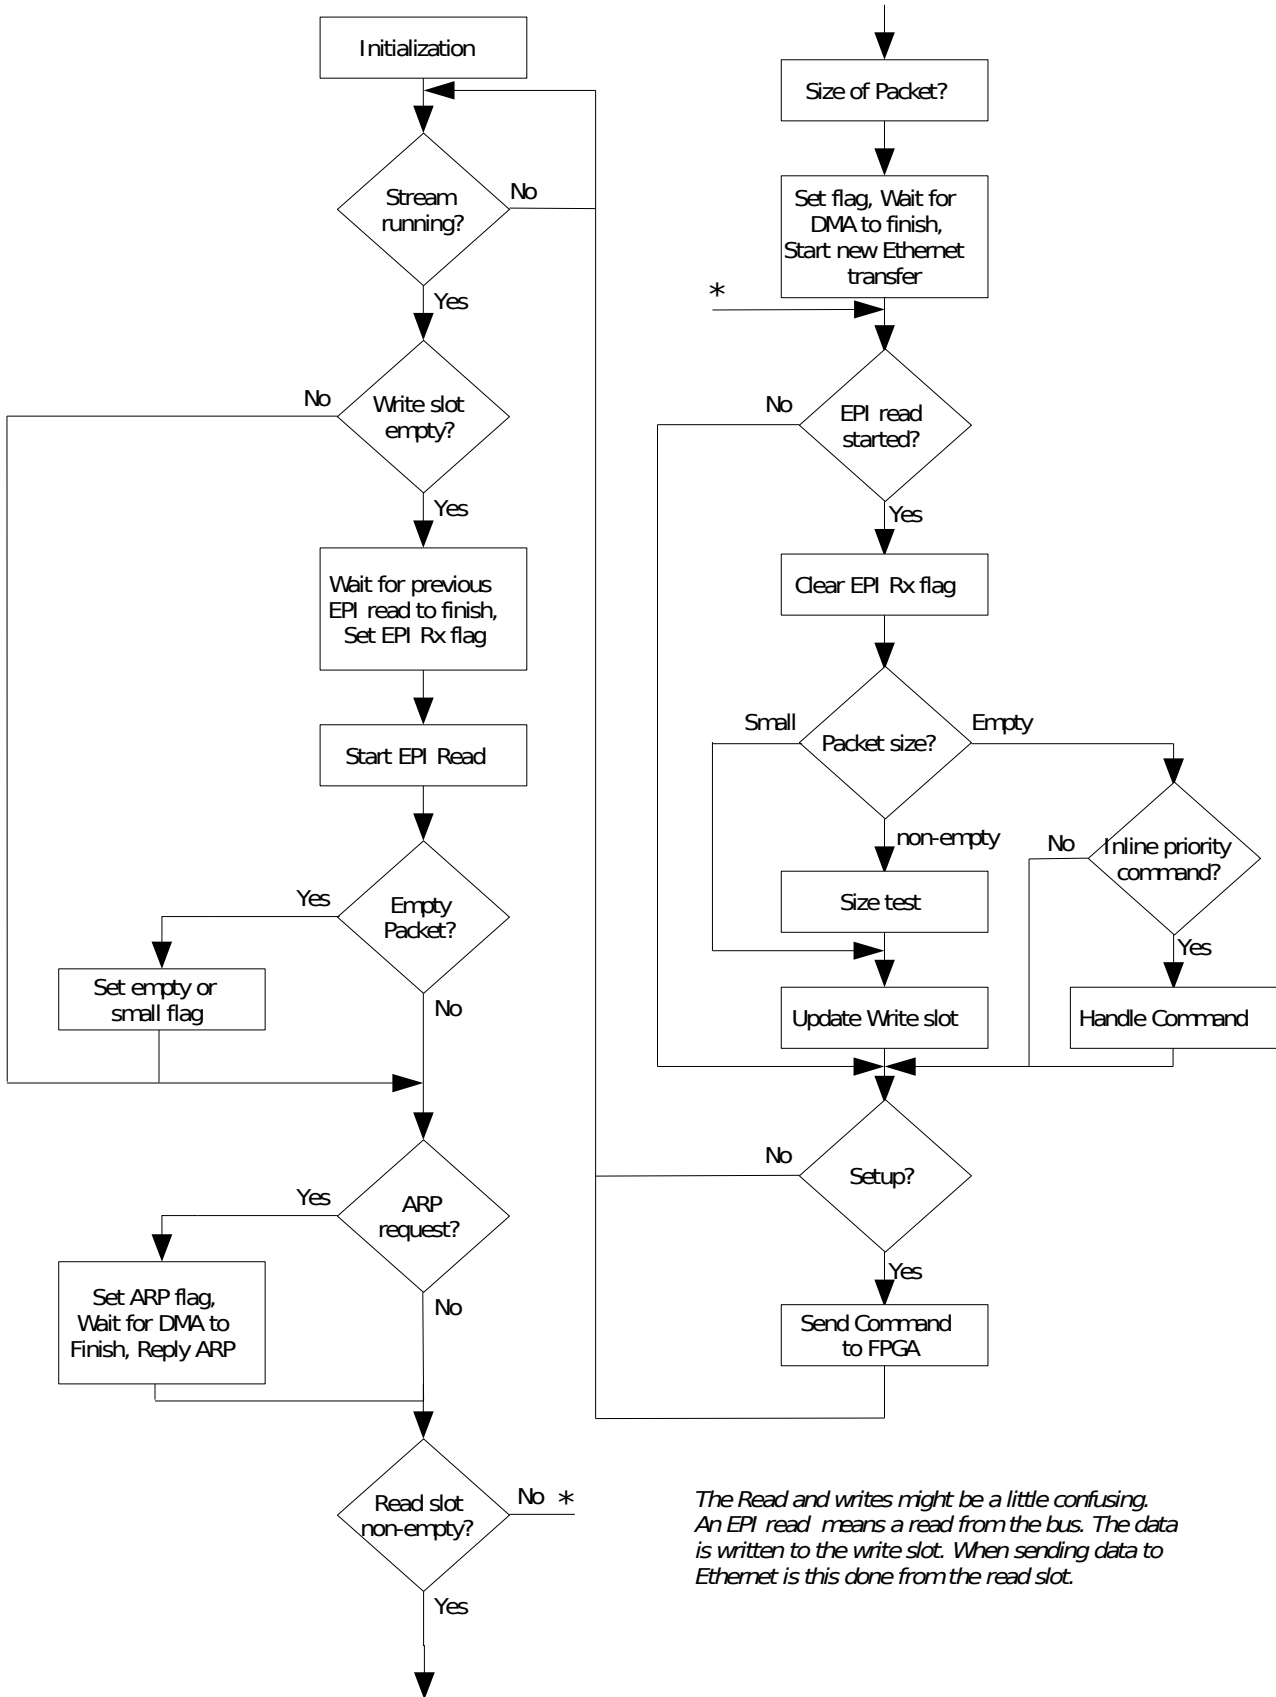 Initialization
Stream
running?
No
Yes
Write slot
empty?
No
Yes
Wait for previous
EPI read to finish,
Set EPI Rx flag
Start EPI Read
Empty
Packet?
Yes
No
Set empty or
small flag
ARP
request?
Yes
No
Set ARP flag,
Wait for DMA to
Finish, Reply ARP
Read slot
non-empty?
No *
Yes
Size of Packet?
Set flag, Wait for
DMA to finish,
Start new Ethernet
transfer
*
EPI read
started?
No
Yes
Clear EPI Rx flag
Packet size?
Small
Empty
non-empty
Size test
Update Write slot
Inline priority
command?
No
Yes
Handle Command
Setup?
No
Yes
Send Command
to FPGA
The Read and writes might be a little confusing.
An EPI read means a read from the bus. The data
is written to the write slot. When sending data to
Ethernet is this done from the read slot.